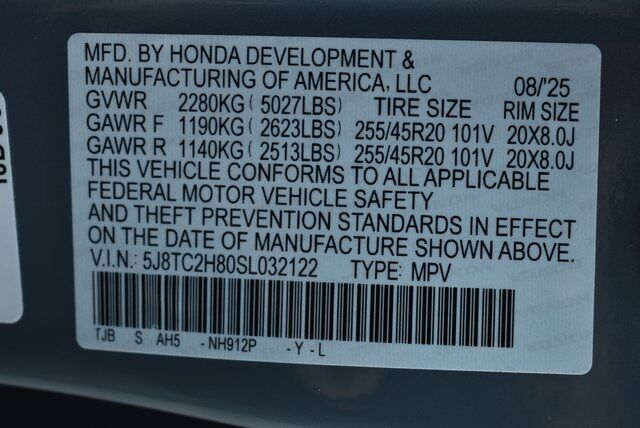 MFD. BY HONDA DEVELOPMENT &
MANUFACTURING OF AMERICA, LLC 08/'25
GVWR 2280KG ( 5027LBS) TIRE SIZE RIM SIZE
GAWR F 1190KG ( 2623LBS) 255/45R20 101V 20X8.0J
GAWR R 1140KG ( 2513LBS) 255/45R20 101V 20X8.0J
THIS VEHICLE CONFORMS TO ALL APPLICABLE
FEDERAL MOTOR VEHICLE SAFETY
AND THEFT PREVENTION STANDARDS IN EFFECT
ON THE DATE OF MANUFACTURE SHOWN ABOVE.
V.I.N.: 5J8TC2H80SL032122 TYPE: MPV
TJB S AH5 -NH912P -Y-L